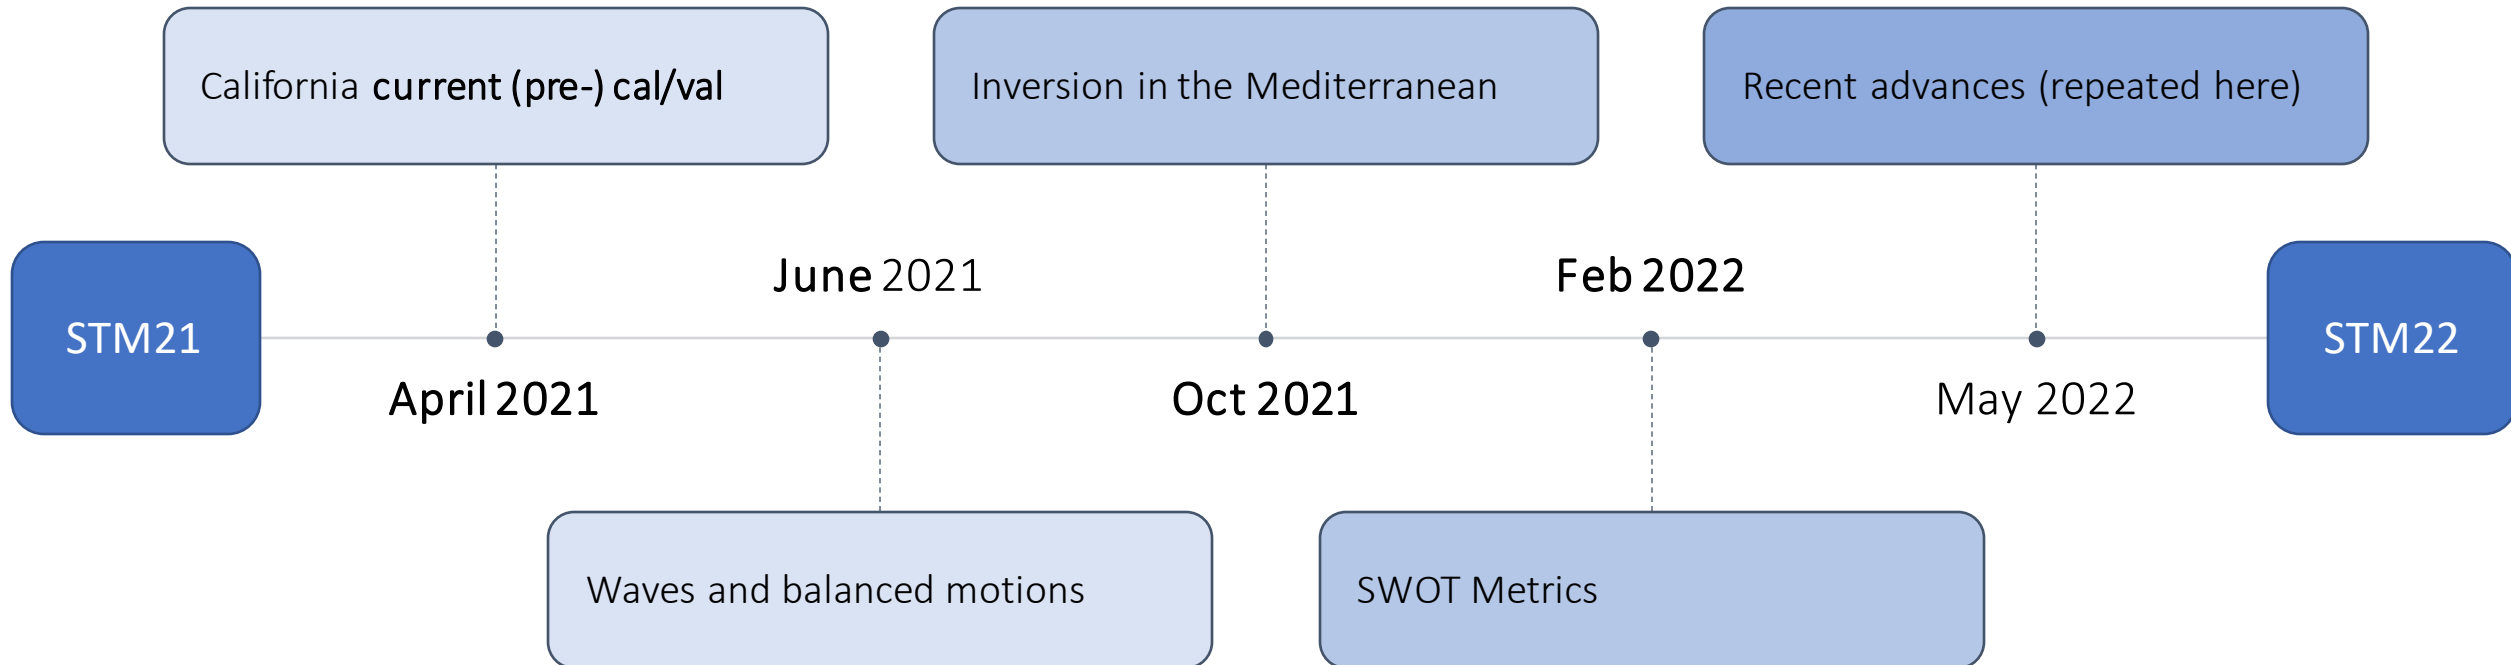 California current (pre-) cal/val
Inversion in the Mediterranean
Recent advances (repeated here)
June 2021
Feb 2022
STM21
STM22
April 2021
Oct 2021
May 2022
Waves and balanced motions
SWOT Metrics